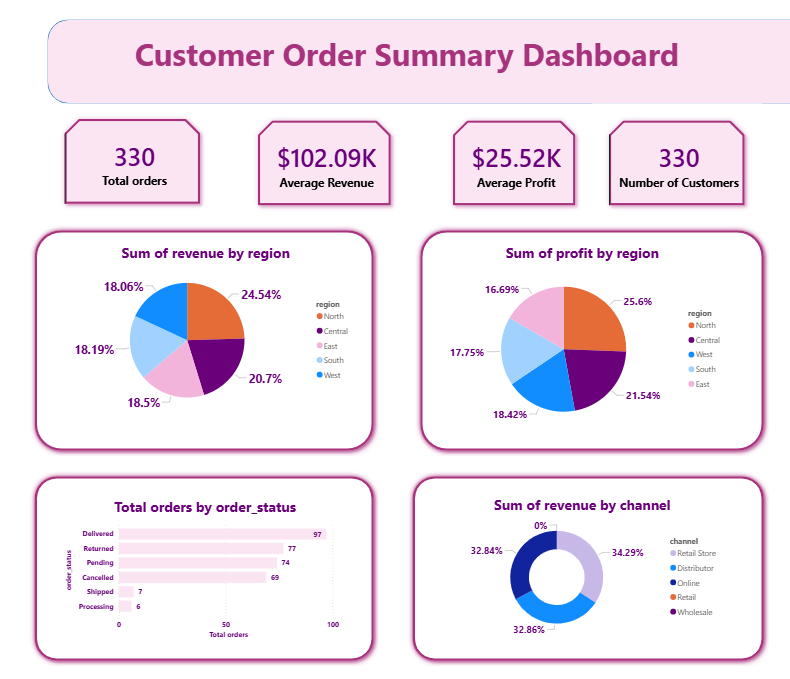 Customer Order Summary Dashboard
330
Total orders
$102.09K
Average Revenue
$25.52K
Average Profit
330
Number of Customers
Sum of revenue by region
24.54%
20.7%
18.5%
18.19%
18.06%
region
North
Central
East
South
West
Sum of profit by region
25.6%
21.54%
18.42%
17.75%
16.69%
region
North
Central
West
South
East
Total orders by order_status
order_status
Delivered 97
Returned 77
Pending 74
Cancelled 69
Shipped 7
Processing 6
0 50 100
Total orders
Sum of revenue by channel
0%
34.29%
32.86%
32.84%
channel
Retail Store
Distributor
Online
Retail
Wholesale